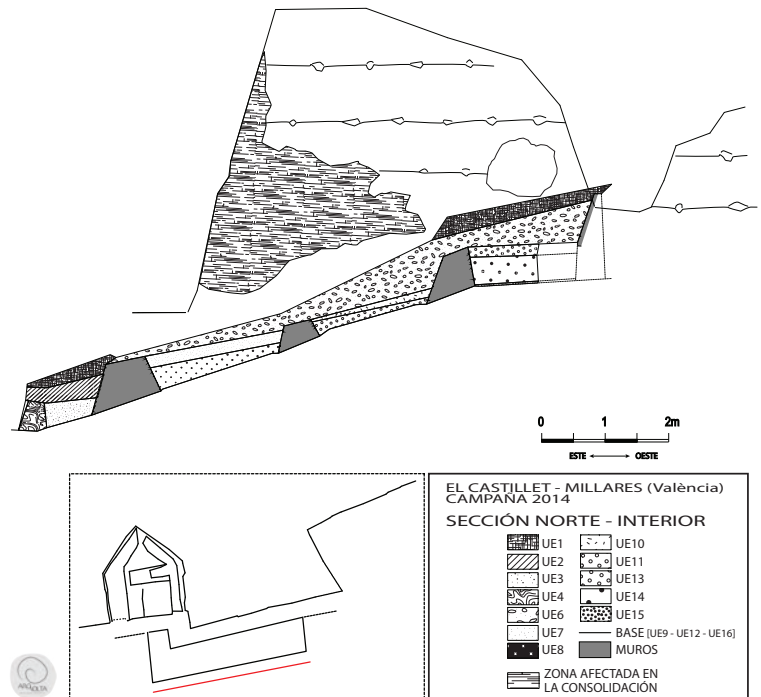 0 1 2m
ESTE OESTE
EL CASTILLET - MILLARES (València)
CAMPAÑA 2014
SECCIÓN NORTE - INTERIOR
UE1
UE2
UE3
UE4
UE6
UE7
UE8
UE10
UE11
UE13
UE14
UE15
BASE [UE9 - UE12 - UE16]
MUROS
ZONA AFECTADA EN
LA CONSOLIDACIÓN